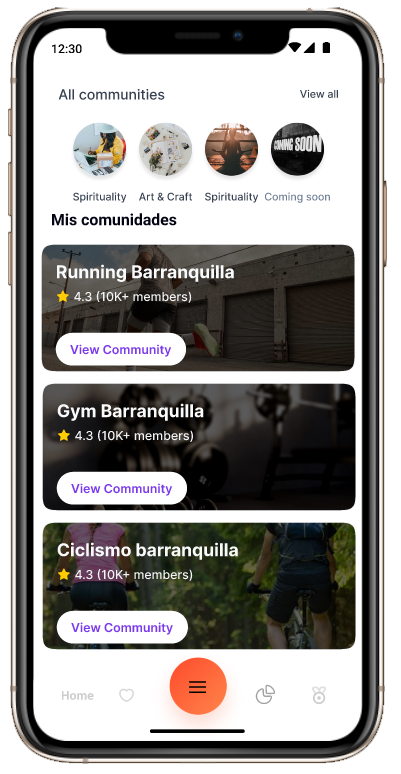 12:30
All communities
View all
COMING SOON
Spirituality
Art & Craft
Spirituality
Coming soon
Mis comunidades
Running Barranquilla
4.3 (10K+ members)
View Community
Gym Barranquilla
4.3 (10K+ members)
View Community
Ciclismo barranquilla
4.3 (10K+ members)
View Community
Home